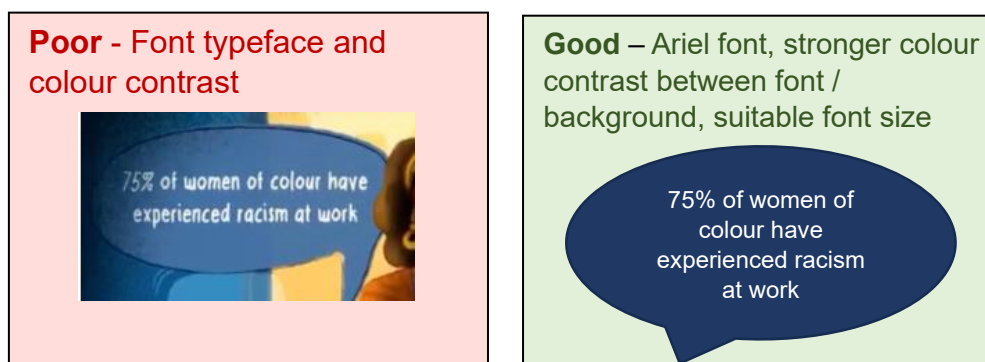 Poor - Font typeface and
colour contrast
75% of women of colour have
experienced racism at work
Good – Ariel font, stronger colour
contrast between font /
background, suitable font size
75% of women of
colour have
experienced racism
at work